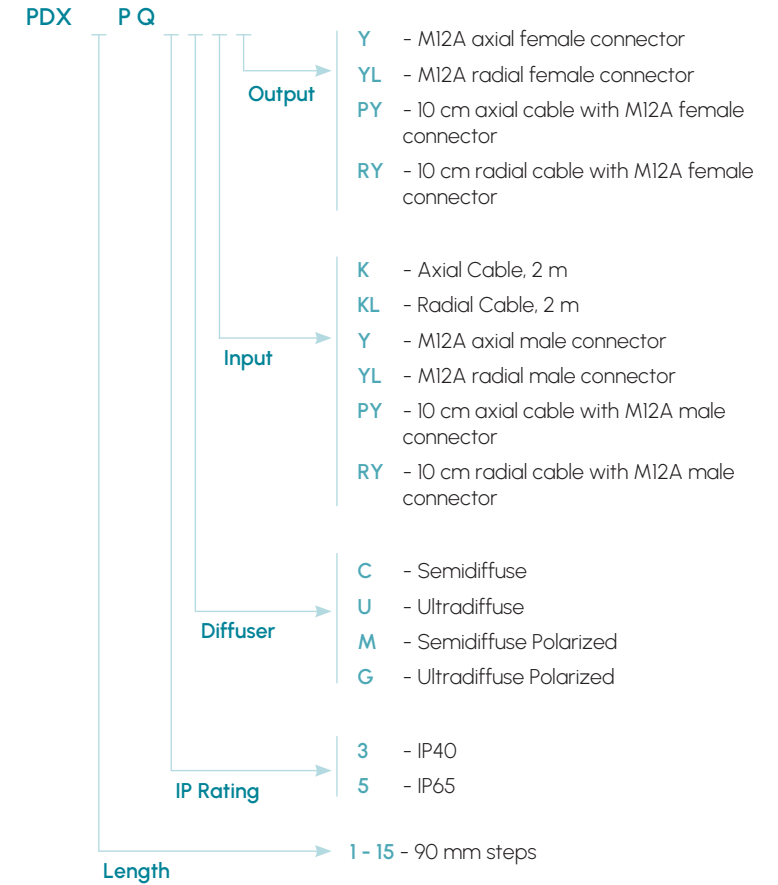 PDX P Q
Y - M12A axial female connector
YL - M12A radial female connector
Output
PY - 10 cm axial cable with M12A female
connector
RY - 10 cm radial cable with M12A female
connector
K - Axial Cable, 2 m
KL - Radial Cable, 2 m
Y - M12A axial male connector
Input
YL - M12A radial male connector
PY - 10 cm axial cable with M12A male
connector
RY - 10 cm radial cable with M12A male
connector
C - Semidiffuse
U - Ultradiffuse
Diffuser
M - Semidiffuse Polarized
G - Ultradiffuse Polarized
3 - IP40
IP Rating
5 - IP65
1 - 15 - 90 mm steps
Length